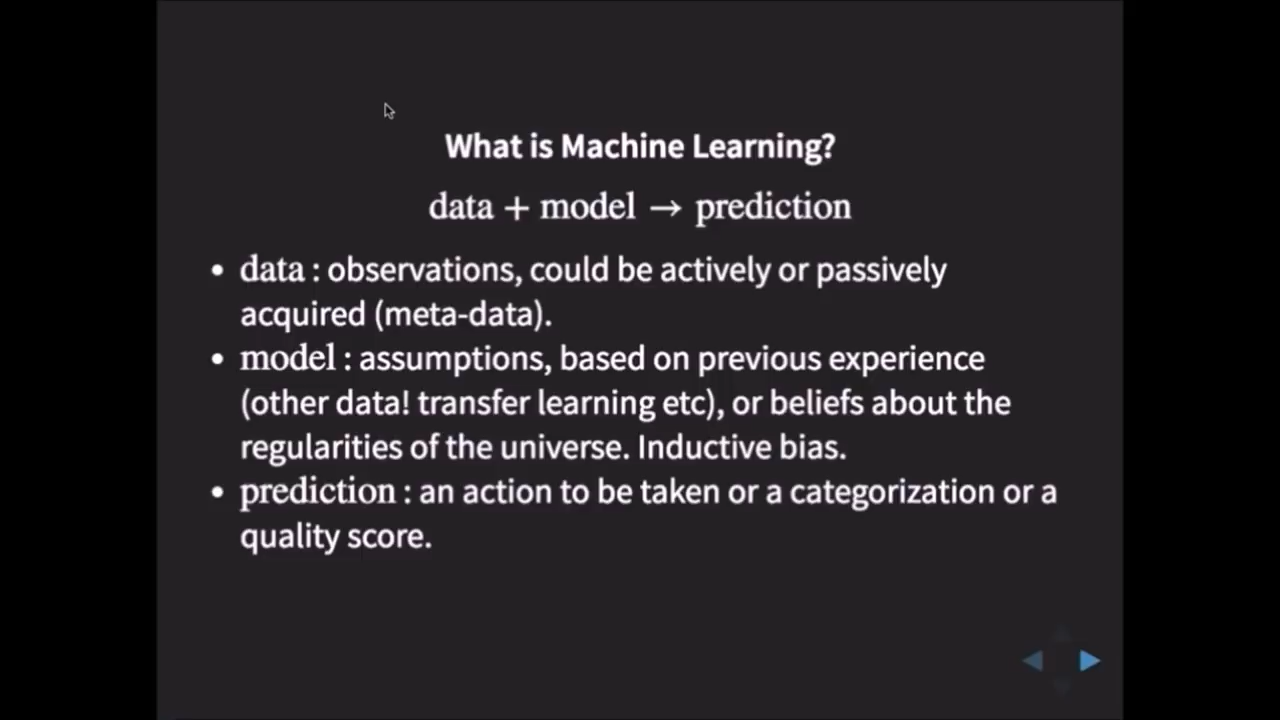 What is Machine Learning?
data + model → prediction
• data : observations, could be actively or passively
acquired (meta-data).
• model : assumptions, based on previous experience
(other data! transfer learning etc), or beliefs about the
regularities of the universe. Inductive bias.
• prediction : an action to be taken or a categorization or a
quality score.